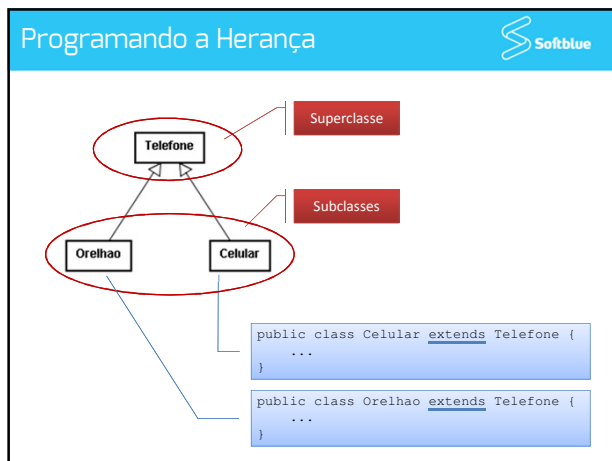 Programando a Herança
Softblue
Superclasse
Telefone
Subclasses
Orelhao
Celular
public class Celular extends Telefone {
...
}
public class Orelhao extends Telefone {
...
}